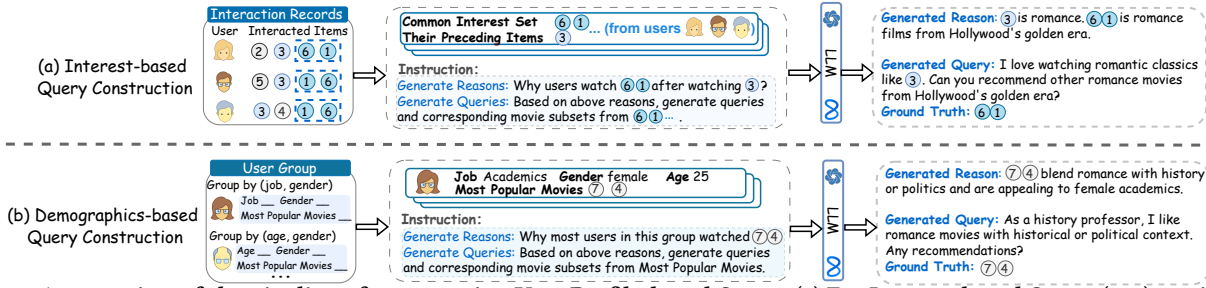 Interaction Records
User Interacted Items
2 3 6 1
5 3 1 6
3 4 1 6
(a) Interest-based
Query Construction
Common Interest Set 6 1... (from users )
Their Preceding Items 3
Instruction:
Generate Reasons: Why users watch 6 1 after watching 3 ?
Generate Queries: Based on above reasons, generate queries
and corresponding movie subsets from 6 1 ... .
LLM
Generated Reason: 3 is romance. 6 1 is romance
films from Hollywood's golden era.
Generated Query: I love watching romantic classics
like 3 . Can you recommend other romance movies
from Hollywood's golden era?
Ground Truth: 6 1
User Group
Group by (job, gender)
Job __ Gender __
Most Popular Movies __
Group by (age, gender)
Age __ Gender __
Most Popular Movies __
...
(b) Demographics-based
Query Construction
Job Academics Gender female Age 25
Most Popular Movies 7 4
Instruction:
Generate Reasons: Why most users in this group watched 7 4
Generate Queries: Based on above reasons, generate queries
and corresponding movie subsets from Most Popular Movies.
LLM
Generated Reason: 7 4 blend romance with history
or politics and are appealing to female academics.
Generated Query: As a history professor, I like
romance movies with historical or political context.
Any recommendations?
Ground Truth: 7 4